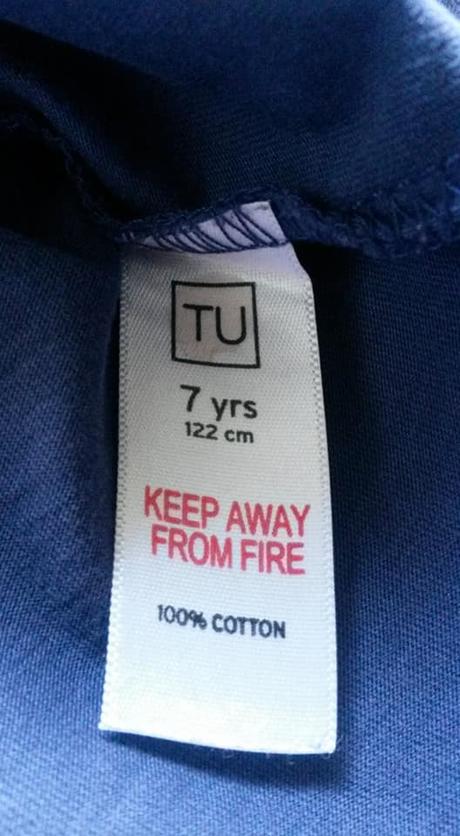 TU
7 yrs
122 cm
KEEP AWAY
FROM FIRE
100% COTTON